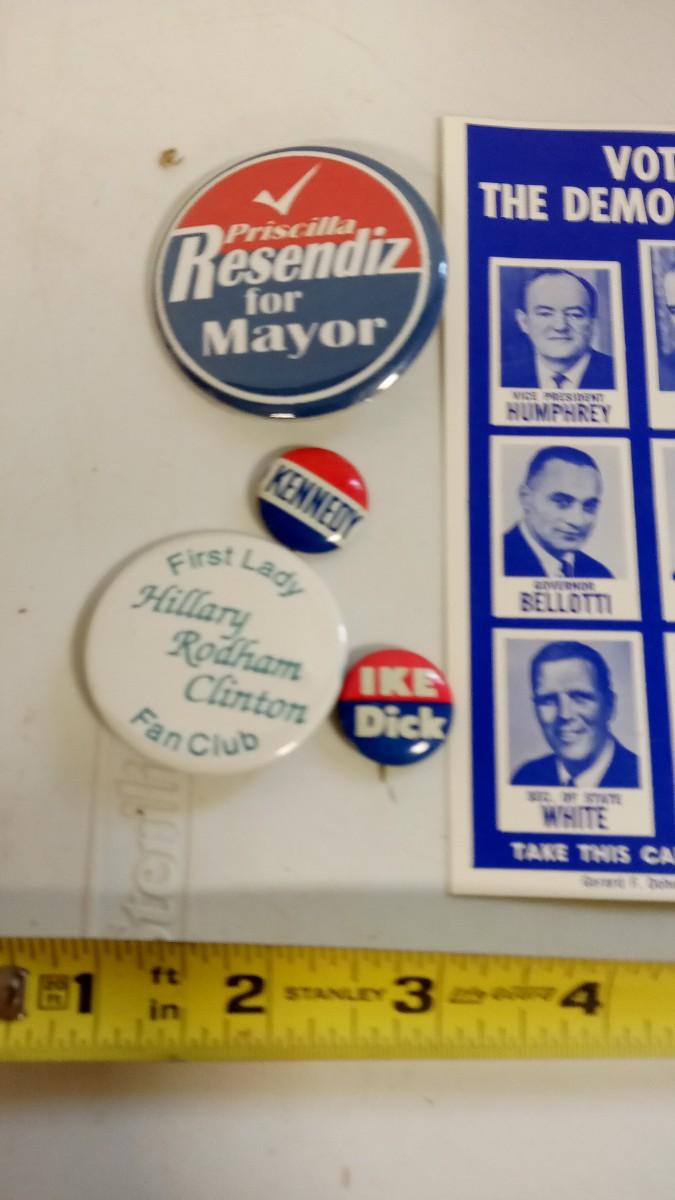 Priscilla
Resendiz
for
Mayor
KENNEDY
First Lady
Hillary
Rodham
Clinton
Fan Club
IKE
Dick
VOT
THE DEMO
VICE PRESIDENT
HUMPHREY
GOVERNOR
BELLOTTI
SEC. OF STATE
WHITE
TAKE THIS CA
Gerard F.
1 ft in 2 STANLEY 3 4